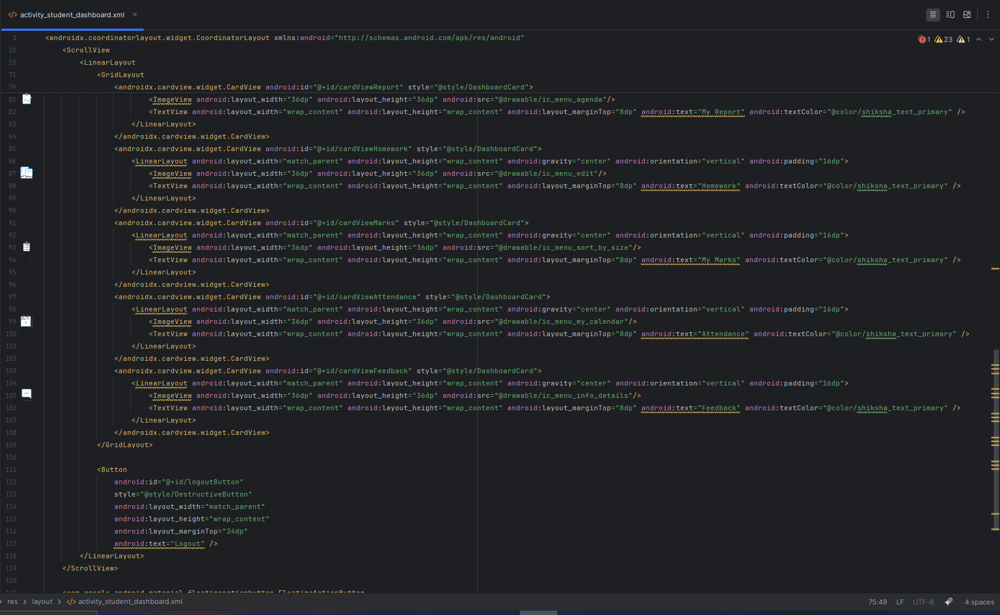 </> activity_student_dashboard.xml ×
1 23 1
2 <androidx.coordinatorlayout.widget.CoordinatorLayout xmlns:android="http://schemas.android.com/apk/res/android"
10 <ScrollView
15 <LinearLayout
71 <GridLayout
79 <androidx.cardview.widget.CardView android:id="@+id/cardViewReport" style="@style/DashboardCard">
81 <ImageView android:layout_width="36dp" android:layout_height="36dp" android:src="@drawable/ic_menu_agenda"/>
82 <TextView android:layout_width="wrap_content" android:layout_height="wrap_content" android:layout_marginTop="8dp" android:text="My Report" android:textColor="@color/shiksha_text_primary" />
83 </LinearLayout>
84 </androidx.cardview.widget.CardView>
85 <androidx.cardview.widget.CardView android:id="@+id/cardViewHomework" style="@style/DashboardCard">
86 <LinearLayout android:layout_width="match_parent" android:layout_height="wrap_content" android:gravity="center" android:orientation="vertical" android:padding="16dp">
87 <ImageView android:layout_width="36dp" android:layout_height="36dp" android:src="@drawable/ic_menu_edit"/>
88 <TextView android:layout_width="wrap_content" android:layout_height="wrap_content" android:layout_marginTop="8dp" android:text="Homework" android:textColor="@color/shiksha_text_primary" />
89 </LinearLayout>
90 </androidx.cardview.widget.CardView>
91 <androidx.cardview.widget.CardView android:id="@+id/cardViewMarks" style="@style/DashboardCard">
92 <LinearLayout android:layout_width="match_parent" android:layout_height="wrap_content" android:gravity="center" android:orientation="vertical" android:padding="16dp">
93 <ImageView android:layout_width="36dp" android:layout_height="36dp" android:src="@drawable/ic_menu_sort_by_size"/>
94 <TextView android:layout_width="wrap_content" android:layout_height="wrap_content" android:layout_marginTop="8dp" android:text="My Marks" android:textColor="@color/shiksha_text_primary" />
95 </LinearLayout>
96 </androidx.cardview.widget.CardView>
97 <androidx.cardview.widget.CardView android:id="@+id/cardViewAttendance" style="@style/DashboardCard">
98 <LinearLayout android:layout_width="match_parent" android:layout_height="wrap_content" android:gravity="center" android:orientation="vertical" android:padding="16dp">
99 <ImageView android:layout_width="36dp" android:layout_height="36dp" android:src="@drawable/ic_menu_my_calendar"/>
100 <TextView android:layout_width="wrap_content" android:layout_height="wrap_content" android:layout_marginTop="8dp" android:text="Attendance" android:textColor="@color/shiksha_text_primary" />
101 </LinearLayout>
102 </androidx.cardview.widget.CardView>
103 <androidx.cardview.widget.CardView android:id="@+id/cardViewFeedback" style="@style/DashboardCard">
104 <LinearLayout android:layout_width="match_parent" android:layout_height="wrap_content" android:gravity="center" android:orientation="vertical" android:padding="16dp">
105 <ImageView android:layout_width="36dp" android:layout_height="36dp" android:src="@drawable/ic_menu_info_details"/>
106 <TextView android:layout_width="wrap_content" android:layout_height="wrap_content" android:layout_marginTop="8dp" android:text="Feedback" android:textColor="@color/shiksha_text_primary" />
107 </LinearLayout>
108 </androidx.cardview.widget.CardView>
109 </GridLayout>
110
111 <Button
112 android:id="@+id/logoutButton"
113 style="@style/DestructiveButton"
114 android:layout_width="match_parent"
115 android:layout_height="wrap_content"
116 android:layout_marginTop="24dp"
117 android:text="Logout" />
118 </LinearLayout>
119 </ScrollView>
120
121 <com.google.android.material.floatingactionbutton.FloatingActionButton
> res > layout > </> activity_student_dashboard.xml 75:49 LF UTF-8 4 spaces